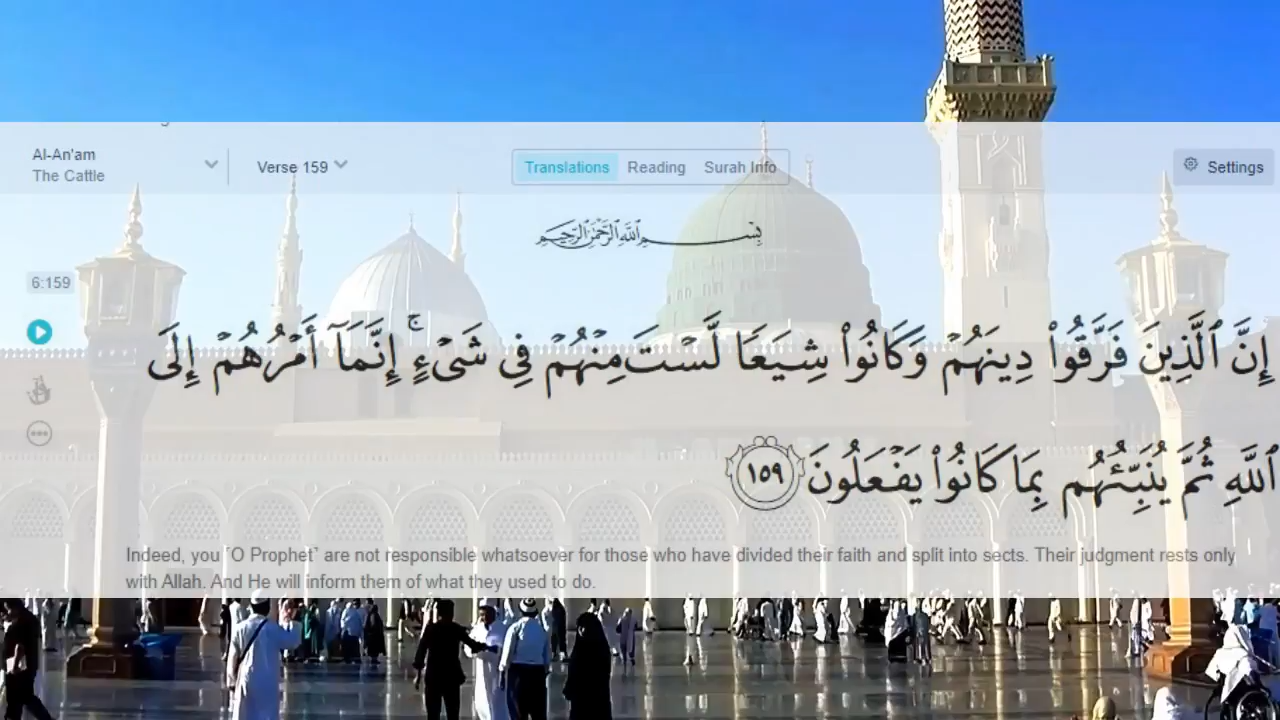 Al-An'am
The Cattle
Verse 159
Translations Reading Surah Info
Settings
بِسْمِ ٱللَّهِ ٱلرَّحْمَٰنِ ٱلرَّحِيمِ
6:159
إِنَّ ٱلَّذِينَ فَرَّقُوا۟ دِينَهُمْ وَكَانُوا۟ شِيَعًا لَّسْتَ مِنْهُمْ فِى شَىْءٍ ۚ إِنَّمَآ أَمْرُهُمْ إِلَى
ٱللَّهِ ثُمَّ يُنَبِّئُهُم بِمَا كَانُوا۟ يَفْعَلُونَ ١٥٩
Indeed, you ˹O Prophet˺ are not responsible whatsoever for those who have divided their faith and split into sects. Their judgment rests only
with Allah. And He will inform them of what they used to do.